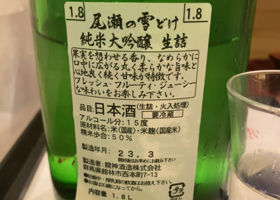 1.8 尾瀬の雪どけ 1.8
純米大吟醸 生詰
果実を想わせる香り、なめらかに
口中に広がる丸く柔らかな旨味と
心地良く続く甘味が特徴です。
フレッシュ・フルーティ・ジューシー
な味わいをお楽しみ下さい。
品目 日本酒 (生詰・火入処理)
要冷蔵
アルコール分:15度
原材料名:米(国産)・米麹(国産米)
精米歩合:50%
製造年月 23.3
製造者:龍神酒造株式会社
群馬県館林市西本町7-13
内容量 1.8L